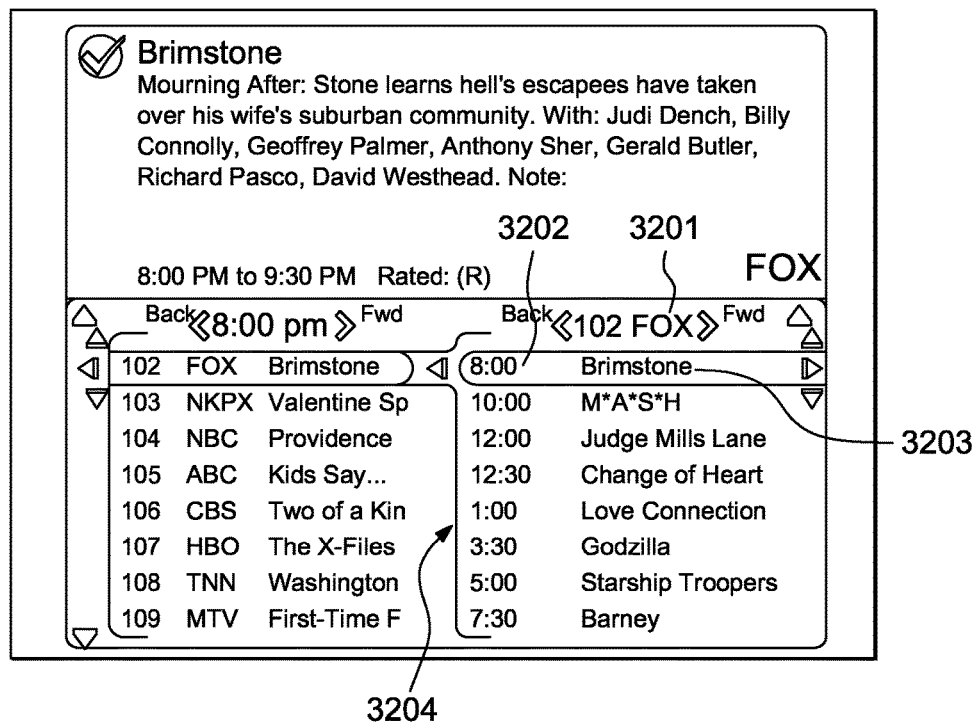 Brimstone
Mourning After: Stone learns hell's escapees have taken
over his wife's suburban community. With: Judi Dench, Billy
Connolly, Geoffrey Palmer, Anthony Sher, Gerald Butler,
Richard Pasco, David Westhead. Note:
3202 3201
8:00 PM to 9:30 PM Rated: (R) FOX
Back 8:00 pm Fwd Back 102 FOX Fwd
102 FOX Brimstone 8:00 Brimstone
103 NKPX Valentine Sp 10:00 M*A*S*H
104 NBC Providence 12:00 Judge Mills Lane
3203
105 ABC Kids Say... 12:30 Change of Heart
106 CBS Two of a Kin 1:00 Love Connection
107 HBO The X-Files 3:30 Godzilla
108 TNN Washington 5:00 Starship Troopers
109 MTV First-Time F 7:30 Barney
3204